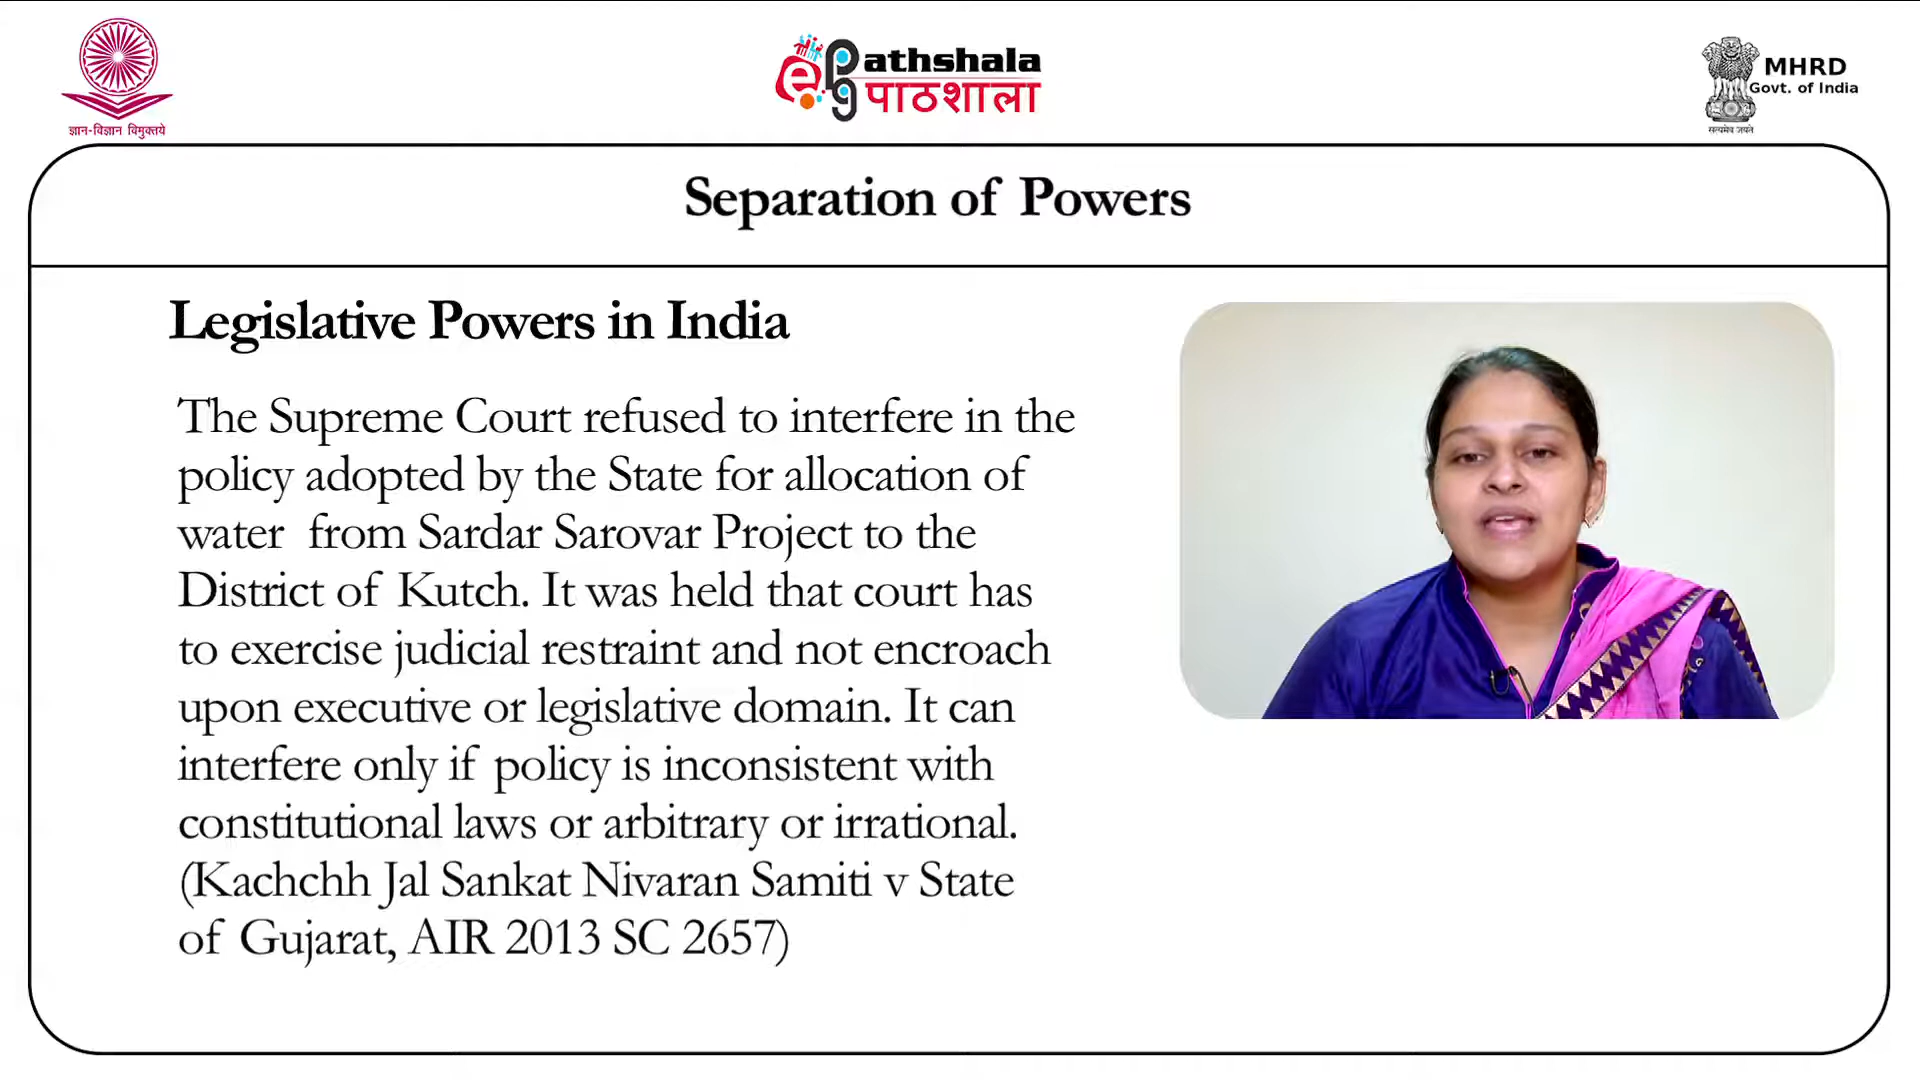 ज्ञान-विज्ञान विमुक्तये
ePgathshala
पाठशाला
MHRD
Govt. of India
सत्यमेव जयते
Separation of Powers
Legislative Powers in India
The Supreme Court refused to interfere in the
policy adopted by the State for allocation of
water from Sardar Sarovar Project to the
District of Kutch. It was held that court has
to exercise judicial restraint and not encroach
upon executive or legislative domain. It can
interfere only if policy is inconsistent with
constitutional laws or arbitrary or irrational.
(Kachchh Jal Sankat Nivaran Samiti v State
of Gujarat, AIR 2013 SC 2657)